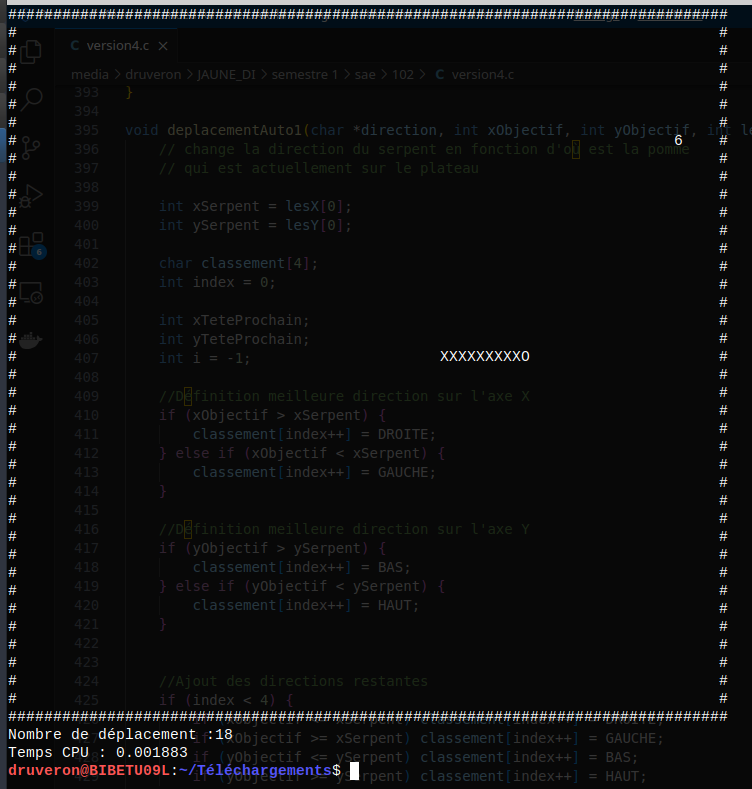 ################################################################################
version4.c ×
media > druveron > JAUNE_DI > semestre 1 > sae > 102 > C version4.c
393 }
394
395 void deplacementAuto1(char *direction, int xObjectif, int yObjectif, int
6
396 // change la direction du serpent en fonction d'où est la pomme
397 // qui est actuellement sur le plateau
398
399 int xSerpent = lesX[0];
400 int ySerpent = lesY[0];
401
402 char classement[4];
403 int index = 0;
404
405 int xTeteProchain;
406 int yTeteProchain;
407 int i = -1;
XXXXXXXXXO
408
409 //Définition meilleure direction sur l'axe X
410 if (xObjectif > xSerpent) {
411 classement[index++] = DROITE;
412 } else if (xObjectif < xSerpent) {
413 classement[index++] = GAUCHE;
414 }
415
416 //Définition meilleure direction sur l'axe Y
417 if (yObjectif > ySerpent) {
418 classement[index++] = BAS;
419 } else if (yObjectif < ySerpent) {
420 classement[index++] = HAUT;
421 }
422
423
424 //Ajout des directions restantes
425 if (index < 4) {
################################################################################
Nombre de déplacement :18
(xObjectif >= xSerpent) classement[index++] = GAUCHE;
Temps CPU : 0.001883
(yObjectif <= ySerpent) classement[index++] = BAS;
druveron@BIBETU09L:~/Téléchargements$
classement[index++] = HAUT;